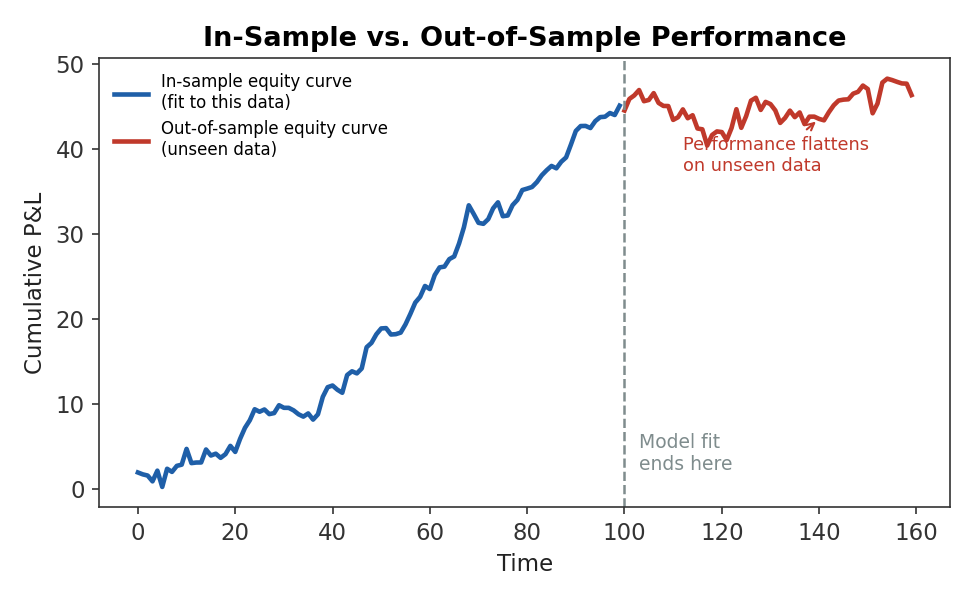 In-Sample vs. Out-of-Sample Performance
In-sample equity curve
(fit to this data)
Out-of-sample equity curve
(unseen data)
Performance flattens
on unseen data
Model fit
ends here
Cumulative P&L
50
40
30
20
10
0
0 20 40 60 80 100 120 140 160
Time